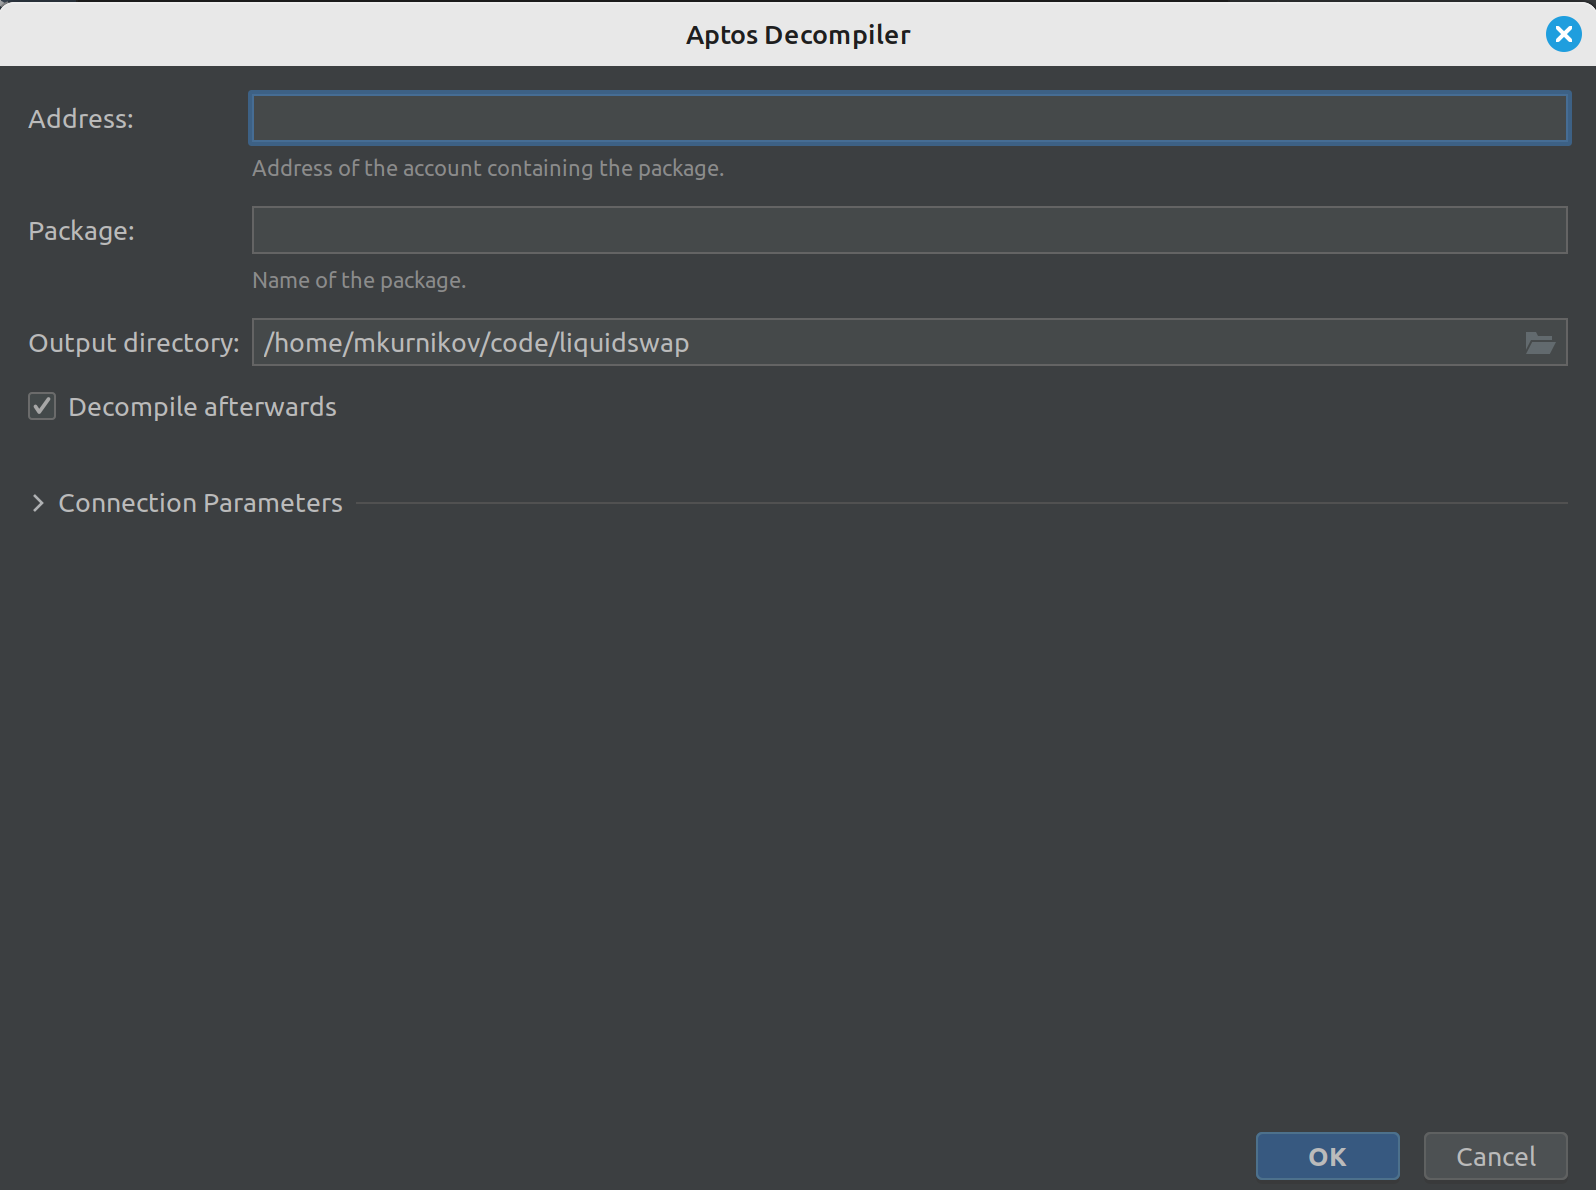 Aptos Decompiler
Address:
Address of the account containing the package.
Package:
Name of the package.
Output directory: /home/mkurnikov/code/liquidswap
Decompile afterwards
Connection Parameters
OK Cancel